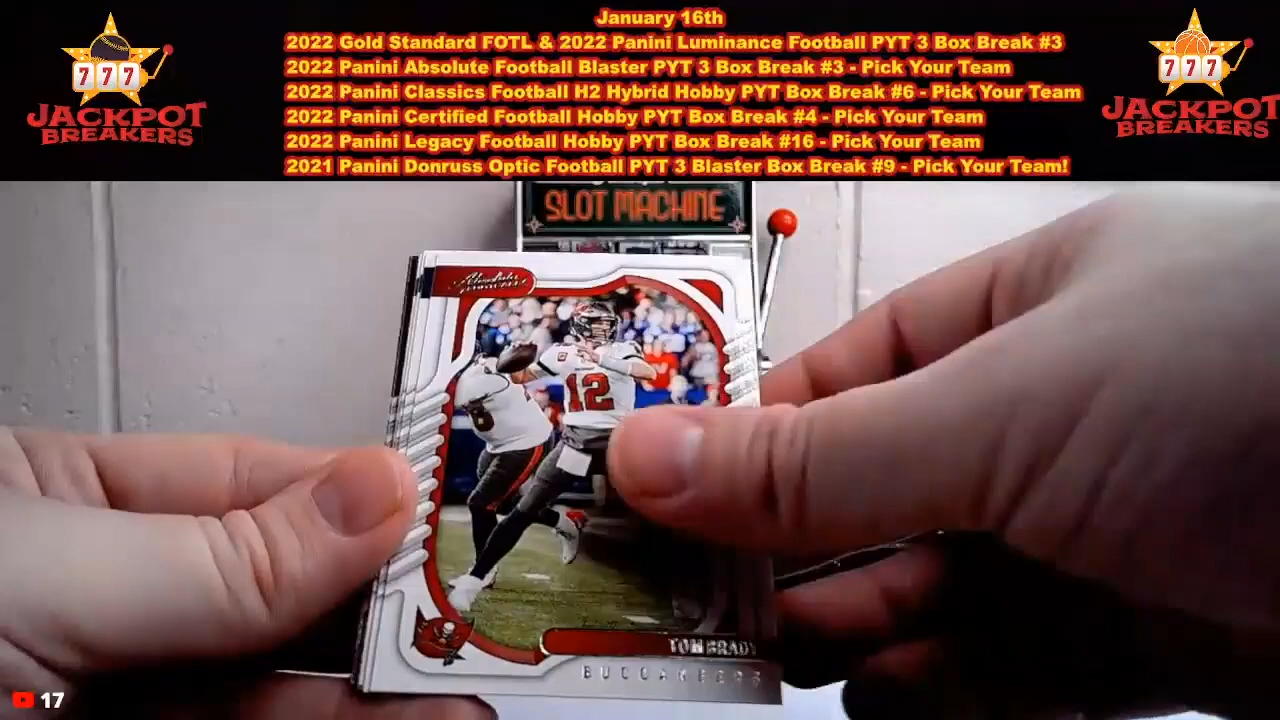 January 16th
2022 Gold Standard FOTL & 2022 Panini Luminance Football PYT 3 Box Break #3
2022 Panini Absolute Football Blaster PYT 3 Box Break #3 - Pick Your Team
2022 Panini Classics Football H2 Hybrid Hobby PYT Box Break #6 - Pick Your Team
2022 Panini Certified Football Hobby PYT Box Break #4 - Pick Your Team
2022 Panini Legacy Football Hobby PYT Box Break #16 - Pick Your Team
2021 Panini Donruss Optic Football PYT 3 Blaster Box Break #9 - Pick Your Team!
777
JACKPOT
BREAKERS
777
JACKPOT
BREAKERS
SLOT MACHINE
Absolute
FOOTBALL
12
TOM BRADY
BUCCANEERS
17